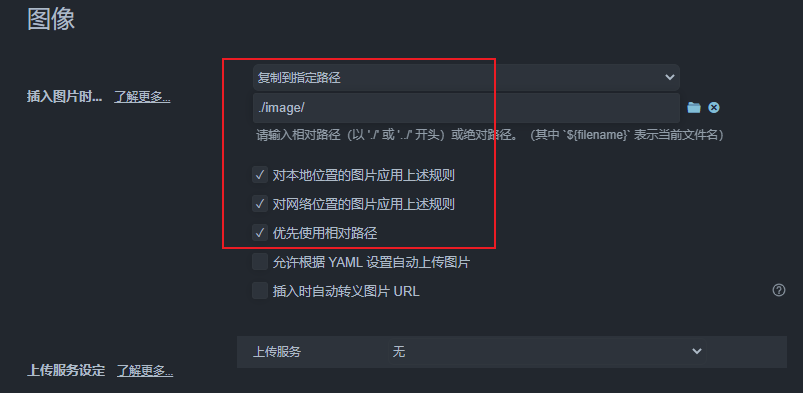 图像
复制到指定路径
插入图片时... 了解更多...
./image/
请输入相对路径（以 './' 或 '../' 开头）或绝对路径。（其中 `${filename}` 表示当前文件名）
对本地位置的图片应用上述规则
对网络位置的图片应用上述规则
优先使用相对路径
允许根据 YAML 设置自动上传图片
插入时自动转义图片 URL
上传服务 无
上传服务设定 了解更多...